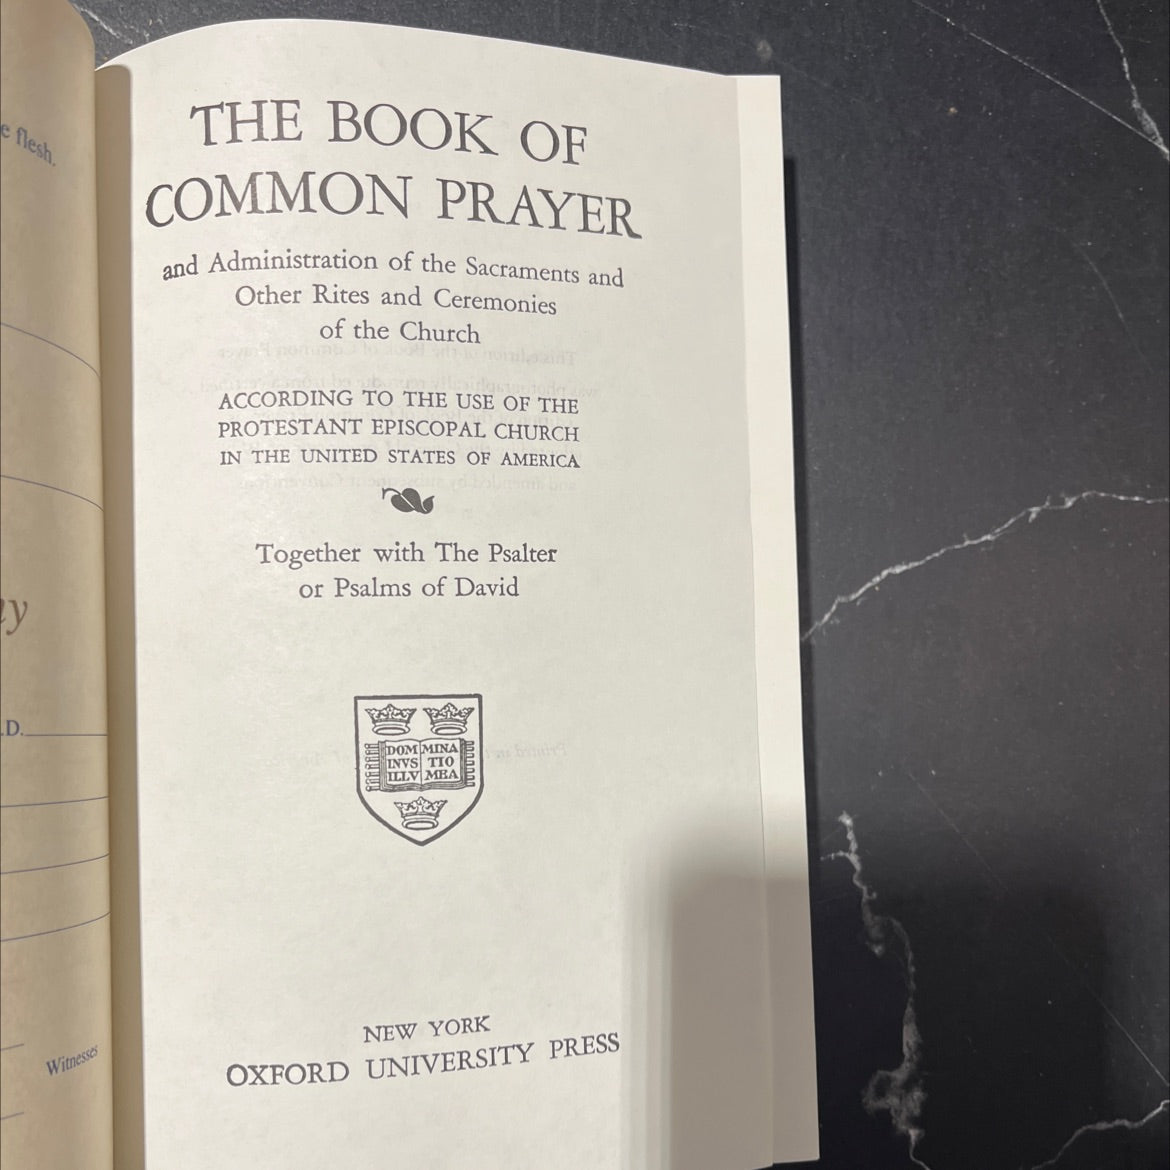 e flesh.
ny
.D.
Witnesses
THE BOOK OF
COMMON PRAYER
and Administration of the Sacraments and
Other Rites and Ceremonies
of the Church
ACCORDING TO THE USE OF THE
PROTESTANT EPISCOPAL CHURCH
IN THE UNITED STATES OF AMERICA
Together with The Psalter
or Psalms of David
DOM MINA
INVS TIO
ILLV MEA
NEW YORK
OXFORD UNIVERSITY PRESS